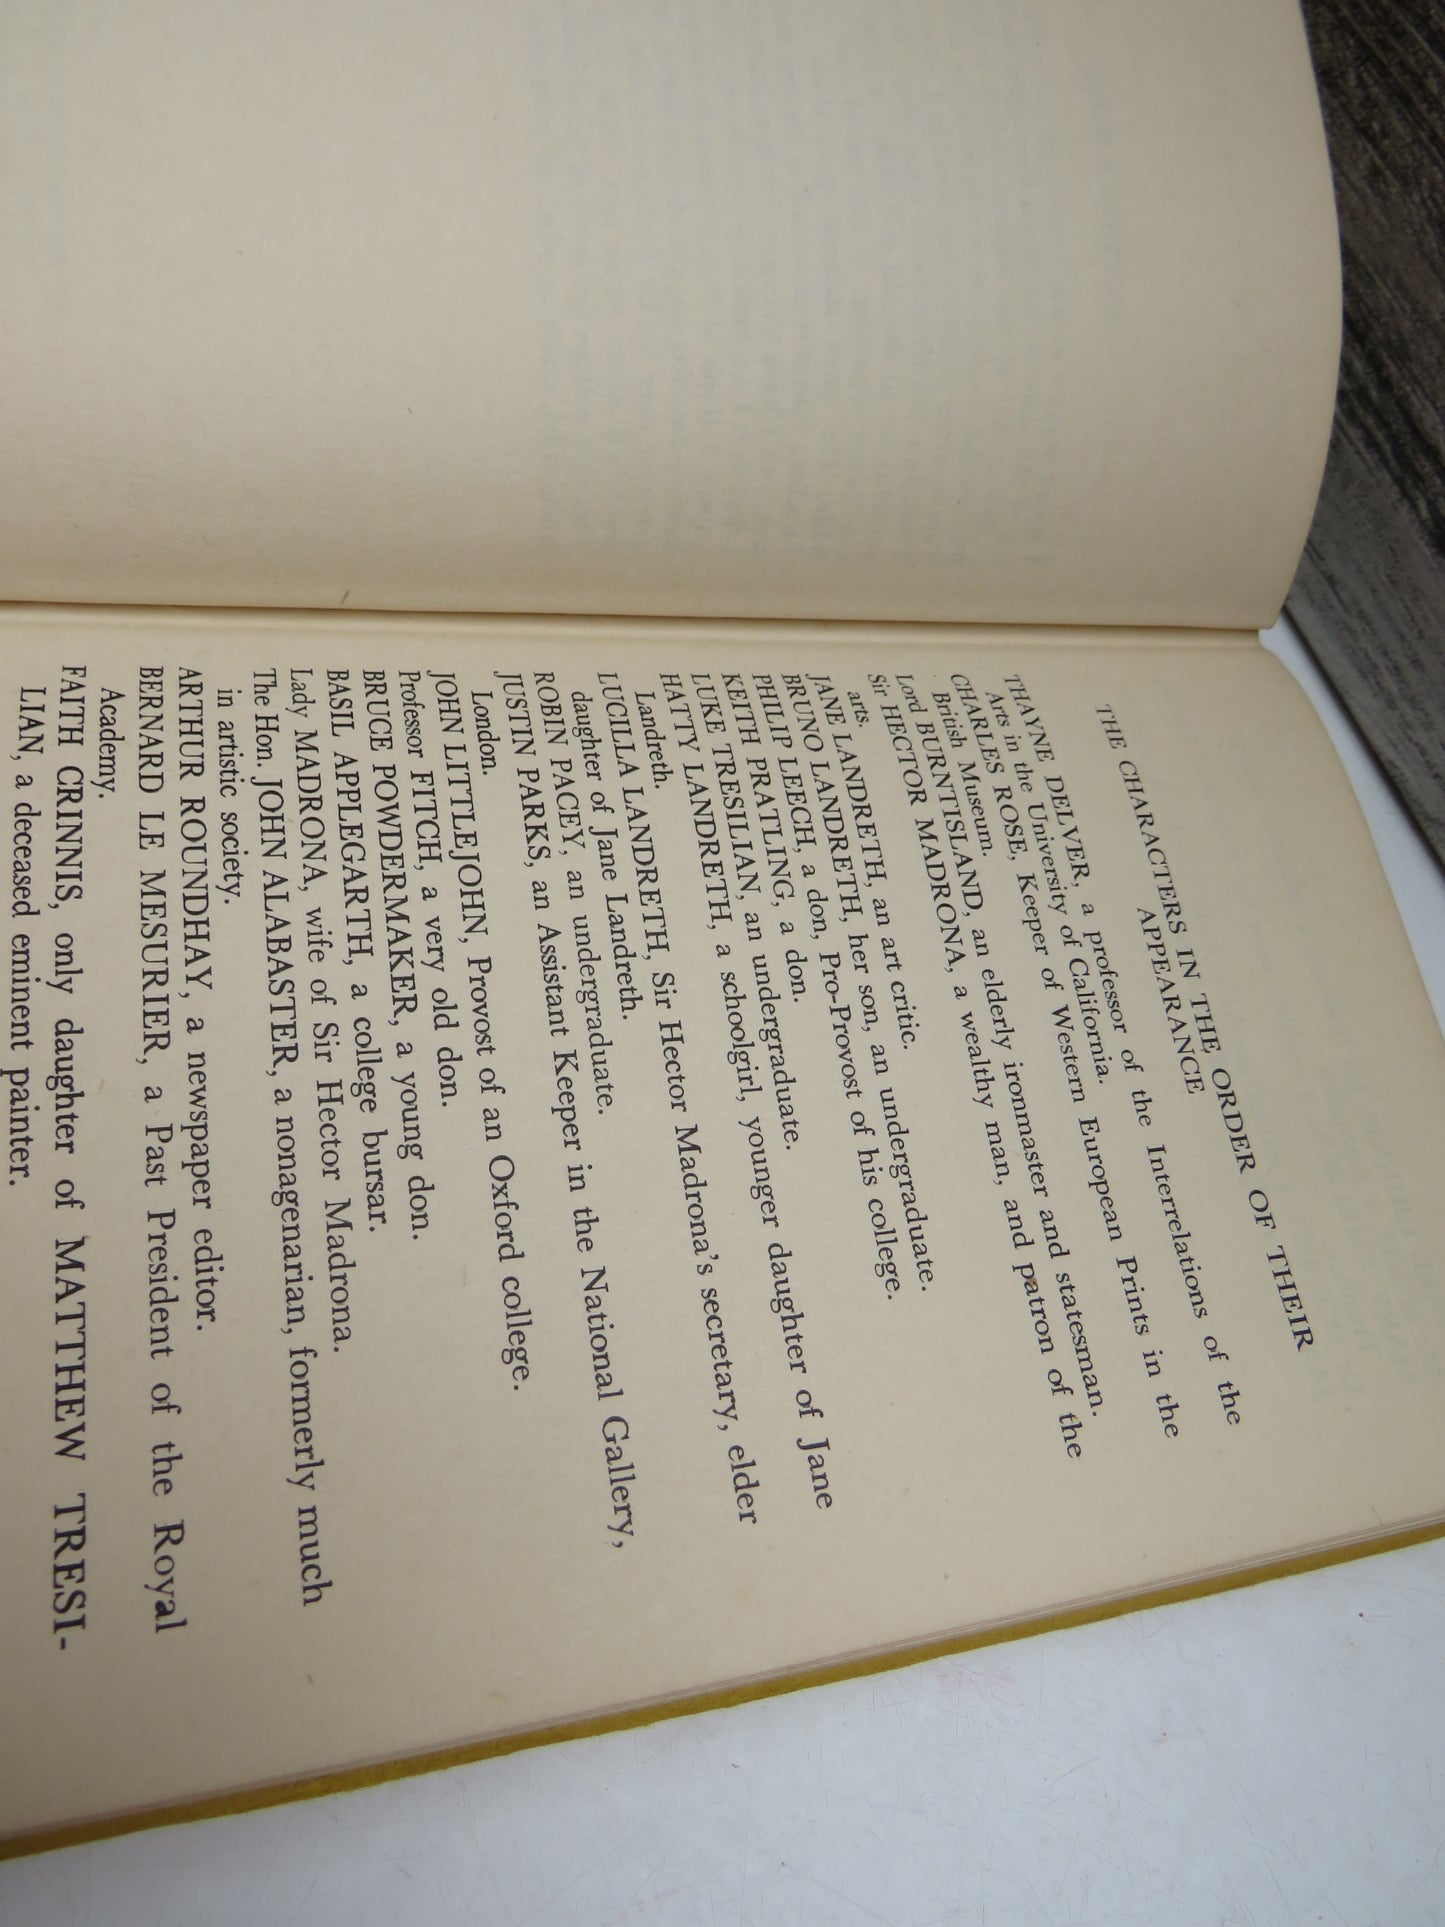 THE CHARACTERS IN THE ORDER OF THEIR
APPEARANCE
THAYNE DELVER, a professor of the Interrelations of the
Arts in the University of California.
CHARLES ROSE, Keeper of Western European Prints in the
British Museum.
Lord BURNTISLAND, an elderly ironmaster and statesman.
Sir HECTOR MADRONA, a wealthy man, and patron of the
arts.
JANE LANDRETH, an art critic.
BRUNO LANDRETH, her son, an undergraduate.
PHILIP LEECH, a don, Pro-Provost of his college.
KEITH PRATLING, a don.
LUKE TRESILIAN, an undergraduate.
HATTY LANDRETH, a schoolgirl, younger daughter of Jane
Landreth.
LUCILLA LANDRETH, Sir Hector Madrona's secretary, elder
daughter of Jane Landreth.
ROBIN PACEY, an undergraduate.
JUSTIN PARKS, an Assistant Keeper in the National Gallery,
London.
JOHN LITTLEJOHN, Provost of an Oxford college.
Professor FITCH, a very old don.
BRUCE POWDERMAKER, a young don.
BASIL APPLEGARTH, a college bursar.
Lady MADRONA, wife of Sir Hector Madrona.
The Hon. JOHN ALABASTER, a nonagenarian, formerly much
in artistic society.
ARTHUR ROUNDHAY, a newspaper editor.
BERNARD LE MESURIER, a Past President of the Royal
Academy.
FAITH CRINNIS, only daughter of MATTHEW TRESI-
LIAN, a deceased eminent painter.